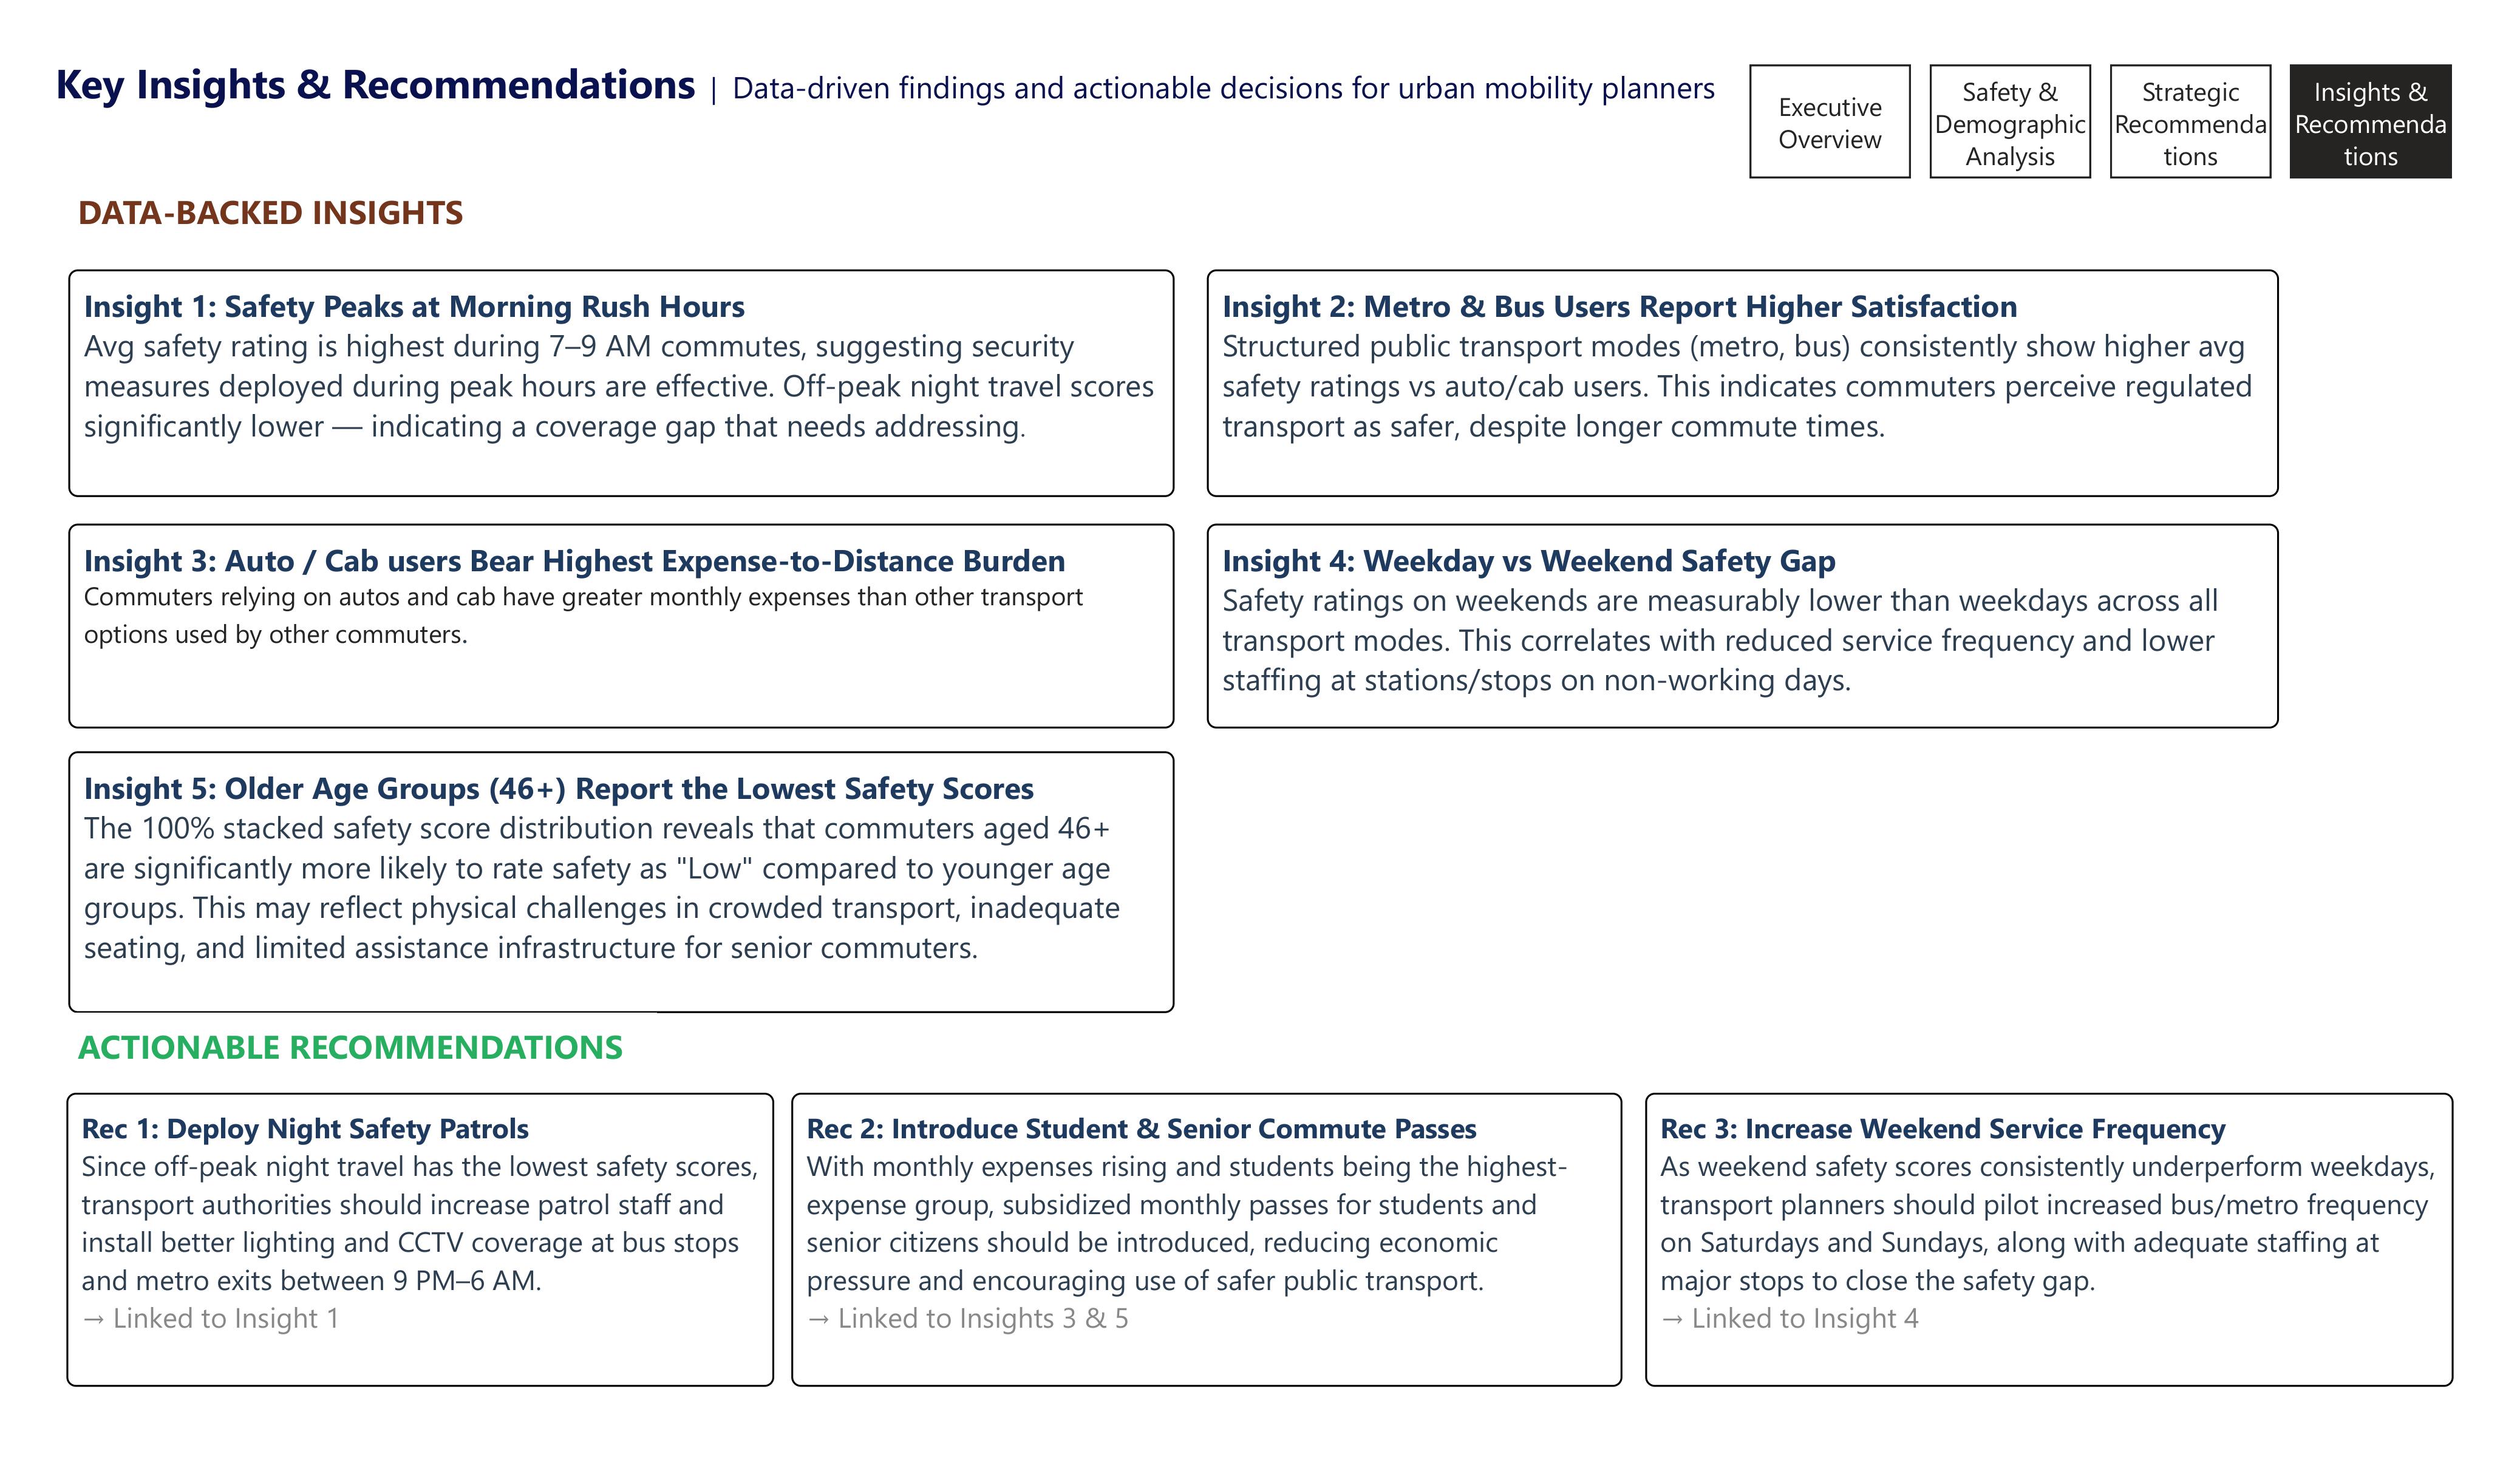 Key Insights & Recommendations | Data-driven findings and actionable decisions for urban mobility planners
Executive
Overview
Safety &
Demographic
Analysis
Strategic
Recommenda
tions
Insights &
Recommenda
tions
DATA-BACKED INSIGHTS
Insight 1: Safety Peaks at Morning Rush Hours
Avg safety rating is highest during 7–9 AM commutes, suggesting security
measures deployed during peak hours are effective. Off-peak night travel scores
significantly lower — indicating a coverage gap that needs addressing.
Insight 2: Metro & Bus Users Report Higher Satisfaction
Structured public transport modes (metro, bus) consistently show higher avg
safety ratings vs auto/cab users. This indicates commuters perceive regulated
transport as safer, despite longer commute times.
Insight 3: Auto / Cab users Bear Highest Expense-to-Distance Burden
Commuters relying on autos and cab have greater monthly expenses than other transport
options used by other commuters.
Insight 4: Weekday vs Weekend Safety Gap
Safety ratings on weekends are measurably lower than weekdays across all
transport modes. This correlates with reduced service frequency and lower
staffing at stations/stops on non-working days.
Insight 5: Older Age Groups (46+) Report the Lowest Safety Scores
The 100% stacked safety score distribution reveals that commuters aged 46+
are significantly more likely to rate safety as "Low" compared to younger age
groups. This may reflect physical challenges in crowded transport, inadequate
seating, and limited assistance infrastructure for senior commuters.
ACTIONABLE RECOMMENDATIONS
Rec 1: Deploy Night Safety Patrols
Since off-peak night travel has the lowest safety scores,
transport authorities should increase patrol staff and
install better lighting and CCTV coverage at bus stops
and metro exits between 9 PM–6 AM.
→ Linked to Insight 1
Rec 2: Introduce Student & Senior Commute Passes
With monthly expenses rising and students being the highest-
expense group, subsidized monthly passes for students and
senior citizens should be introduced, reducing economic
pressure and encouraging use of safer public transport.
→ Linked to Insights 3 & 5
Rec 3: Increase Weekend Service Frequency
As weekend safety scores consistently underperform weekdays,
transport planners should pilot increased bus/metro frequency
on Saturdays and Sundays, along with adequate staffing at
major stops to close the safety gap.
→ Linked to Insight 4